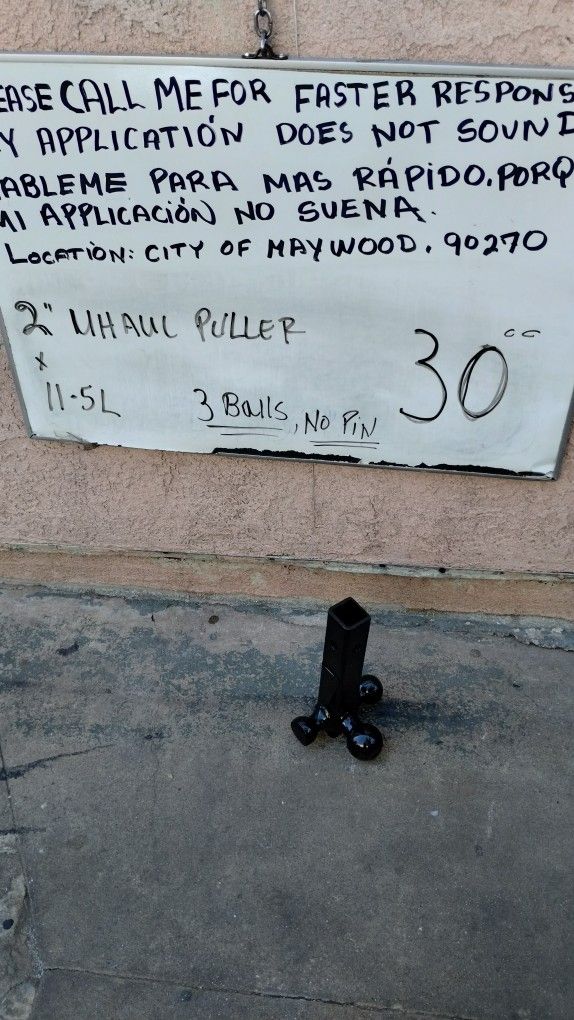 EASE CALL ME FOR FASTER RESPONS
Y APPLICATIÓN DOES NOT SOUND
ABLEME PARA MAS RÁPIDO. PORQ
MI APPLICACIÓN NO SUENA.
LOCATION: CITY OF MAYWOOD. 90270
2" UHAUL PULLER 30°°
x
11.5L 3 Balls, NO PIN